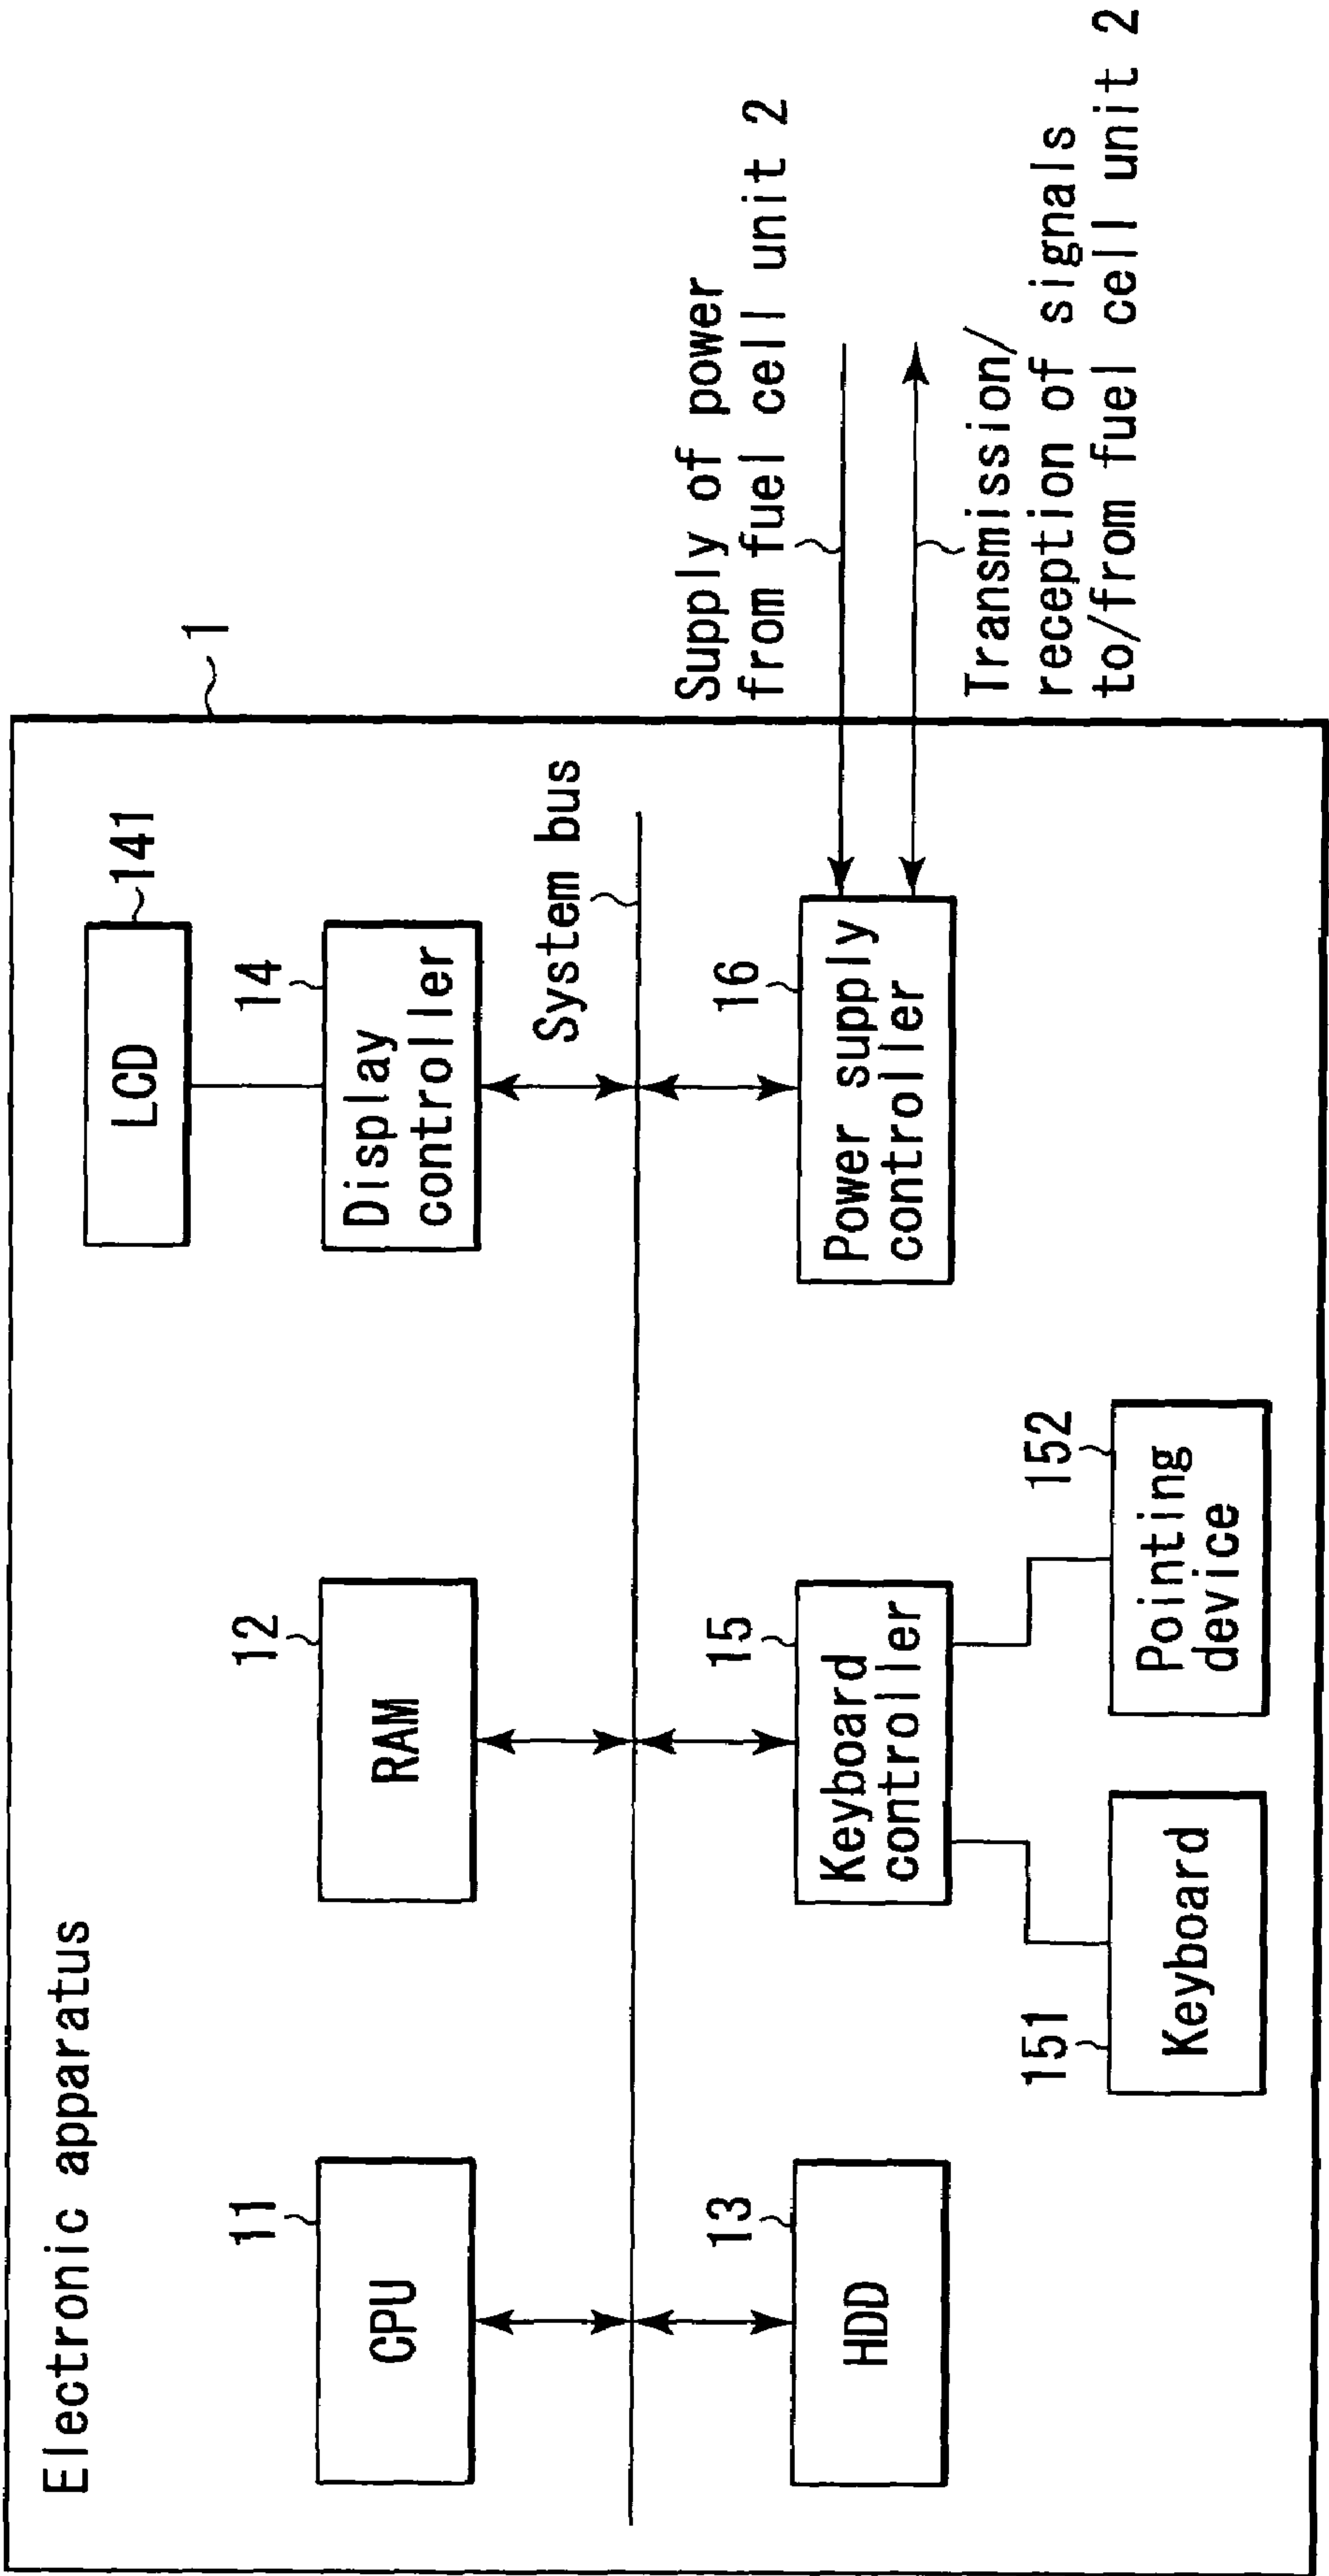 Electronic apparatus
1
11
CPU
12
RAM
LCD
141
14
Display
controller
System bus
13
HDD
15
Keyboard
controller
16
Power supply
controller
151
Keyboard
152
Pointing
device
Supply of power
from fuel cell unit 2
Transmission/
reception of signals
to/from fuel cell unit 2